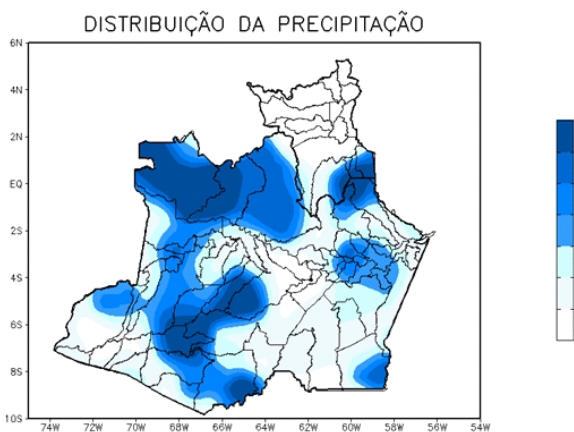 DISTRIBUIÇÃO DA PRECIPITAÇÃO
6N
4N
2N
EQ
2S
4S
6S
8S
10S
74W 72W 70W 68W 66W 64W 62W 60W 58W 56W 54W